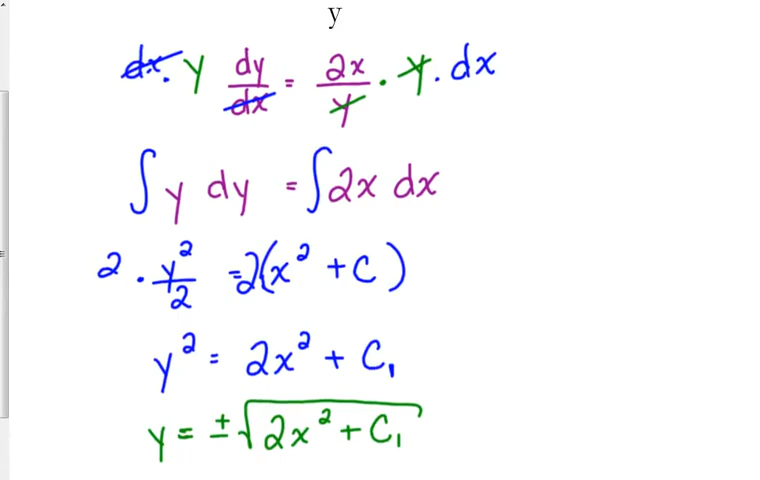 y
dx · y dy/dx = 2x/y · y · dx
∫ y dy = ∫ 2x dx
2 · y²/2 = 2(x² + C)
y² = 2x² + C₁
y = ±√(2x² + C₁)